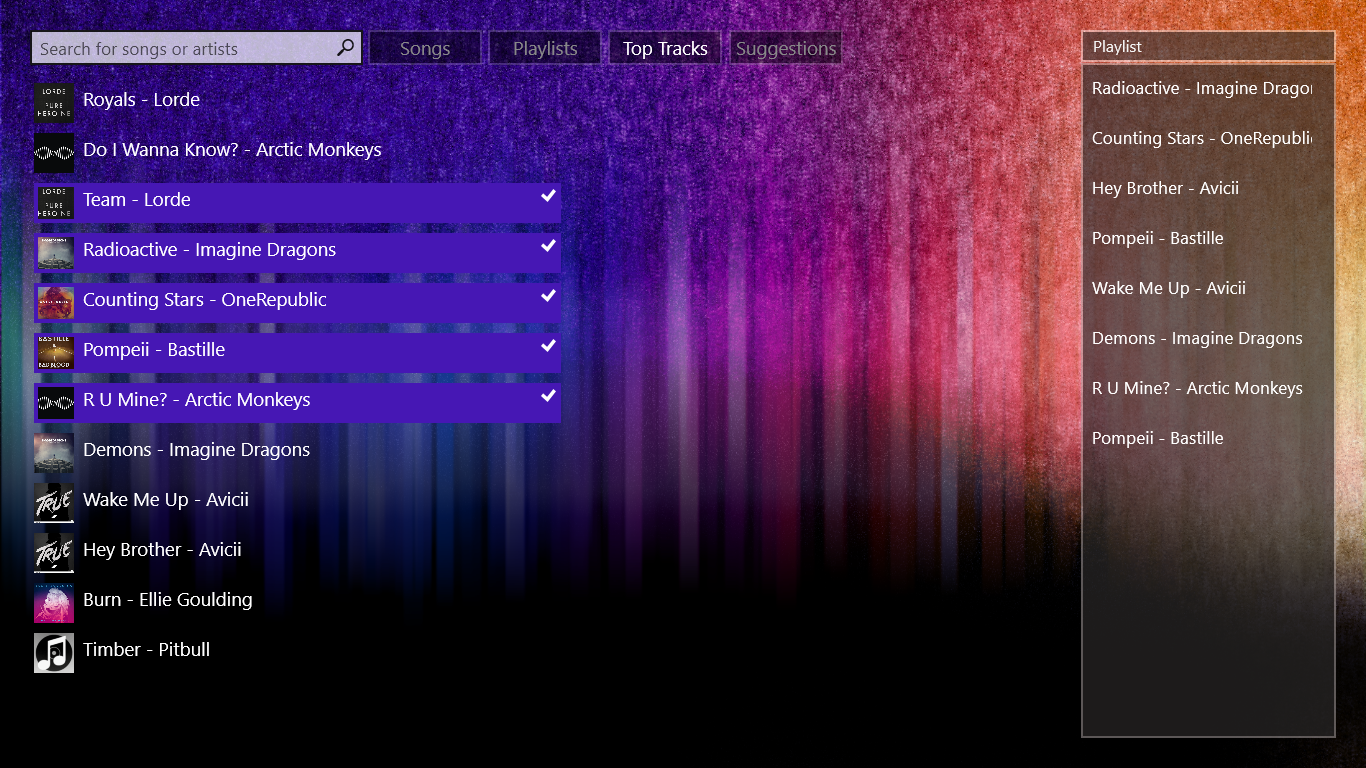 Search for songs or artists
Songs
Playlists
Top Tracks
Suggestions
Playlist
LORDE
PURE
HEROINE
Royals - Lorde
Do I Wanna Know? - Arctic Monkeys
LORDE
PURE
HEROINE
Team - Lorde
Radioactive - Imagine Dragons
Counting Stars - OneRepublic
BASTILLE
BAD BLOOD
Pompeii - Bastille
R U Mine? - Arctic Monkeys
Demons - Imagine Dragons
TRUE
Wake Me Up - Avicii
TRUE
Hey Brother - Avicii
Burn - Ellie Goulding
Timber - Pitbull
Radioactive - Imagine Drago
Counting Stars - OneRepubli
Hey Brother - Avicii
Pompeii - Bastille
Wake Me Up - Avicii
Demons - Imagine Dragons
R U Mine? - Arctic Monkeys
Pompeii - Bastille